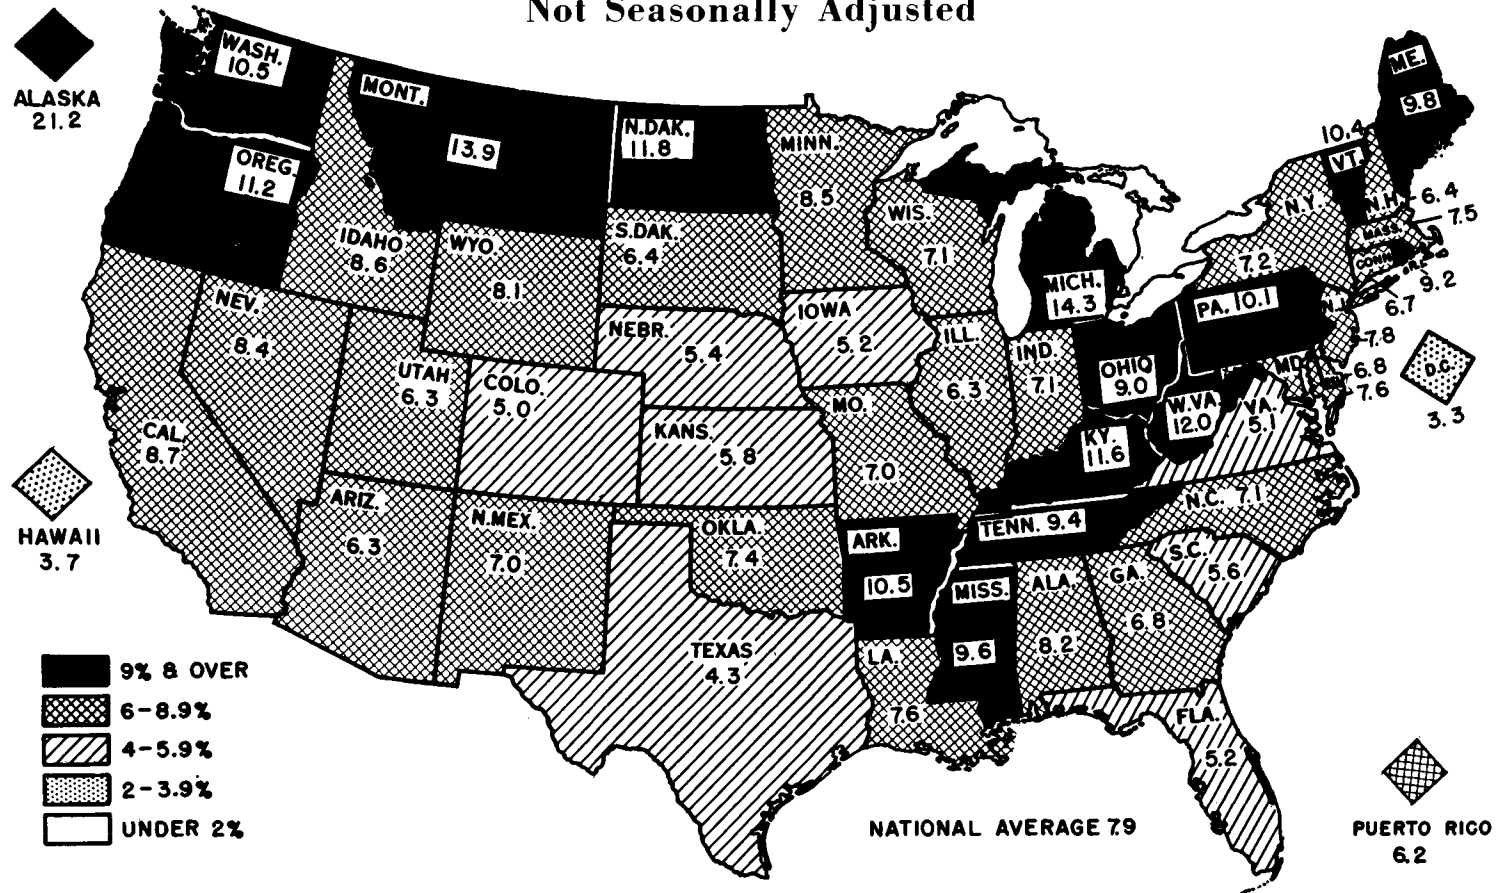 Not Seasonally Adjusted
ALASKA
21.2
WASH.
10.5
OREG.
11.2
MONT.
13.9
N.DAK.
11.8
MINN.
8.5
IDAHO
8.6
WYO.
8.1
S.DAK.
6.4
WIS.
7.1
MICH.
14.3
ME.
9.8
10.4
VT.
N.H.
6.4
N.Y.
7.2
MASS.
7.5
CONN.
R.I.
9.2
6.7
NEV.
8.4
UTAH
6.3
COLO.
5.0
NEBR.
5.4
IOWA
5.2
ILL.
6.3
IND.
7.1
OHIO
9.0
PA. 10.1
N.J.
7.8
MD.
6.8
7.6
D.C.
3.3
CAL.
8.7
KANS.
5.8
MO.
7.0
KY.
11.6
W.VA.
12.0
VA.
5.1
HAWAII
3.7
ARIZ.
6.3
N.MEX.
7.0
OKLA.
7.4
ARK.
10.5
TENN. 9.4
N.C. 7.1
S.C.
5.6
MISS.
9.6
ALA.
8.2
GA.
6.8
TEXAS
4.3
LA.
7.6
FLA.
5.2
9% & OVER
6-8.9%
4-5.9%
2-3.9%
UNDER 2%
NATIONAL AVERAGE 7.9
PUERTO RICO
6.2